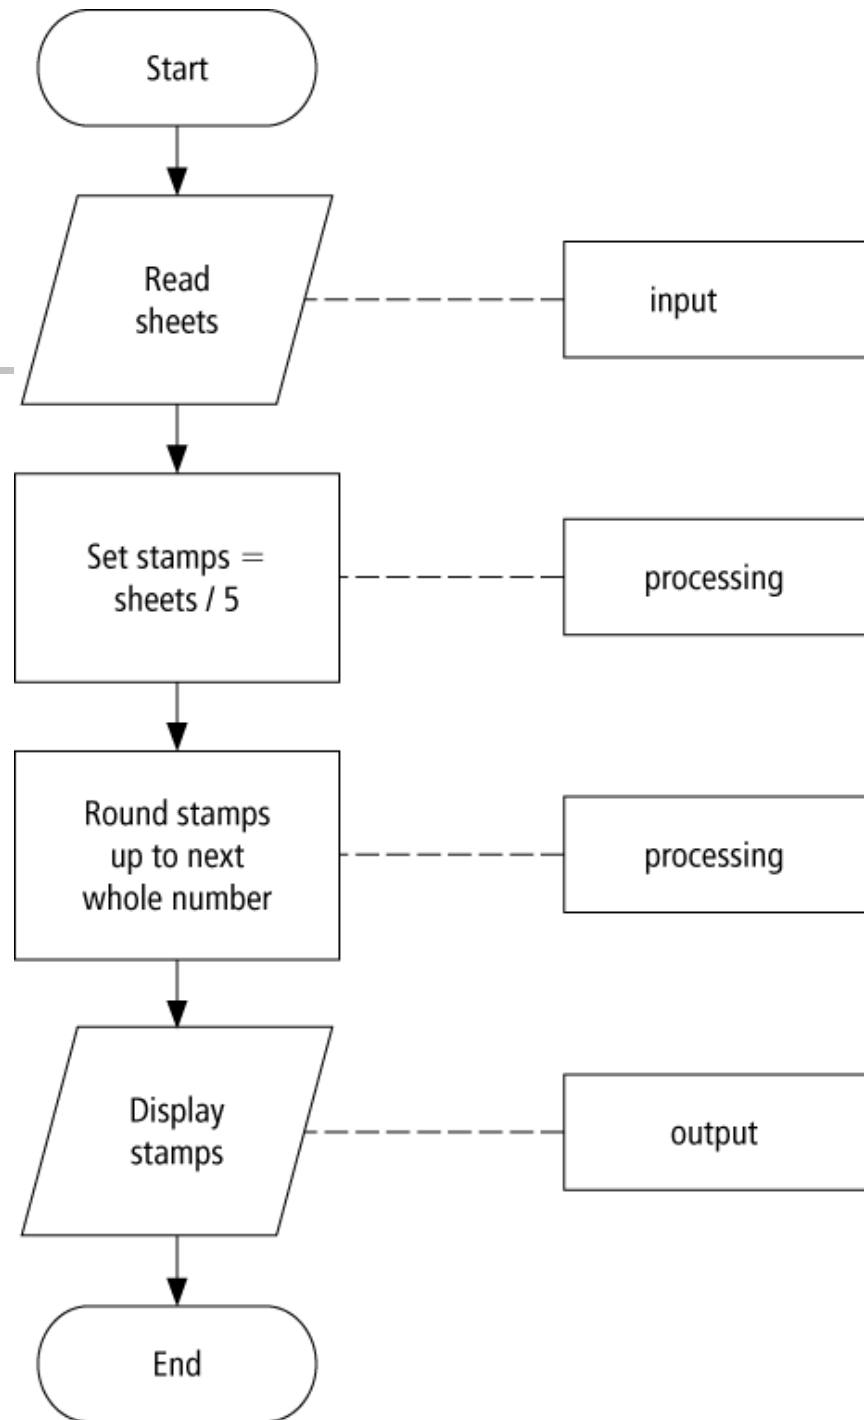 Start
Read
sheets
input
Set stamps =
sheets / 5
processing
Round stamps
up to next
whole number
processing
Display
stamps
output
End